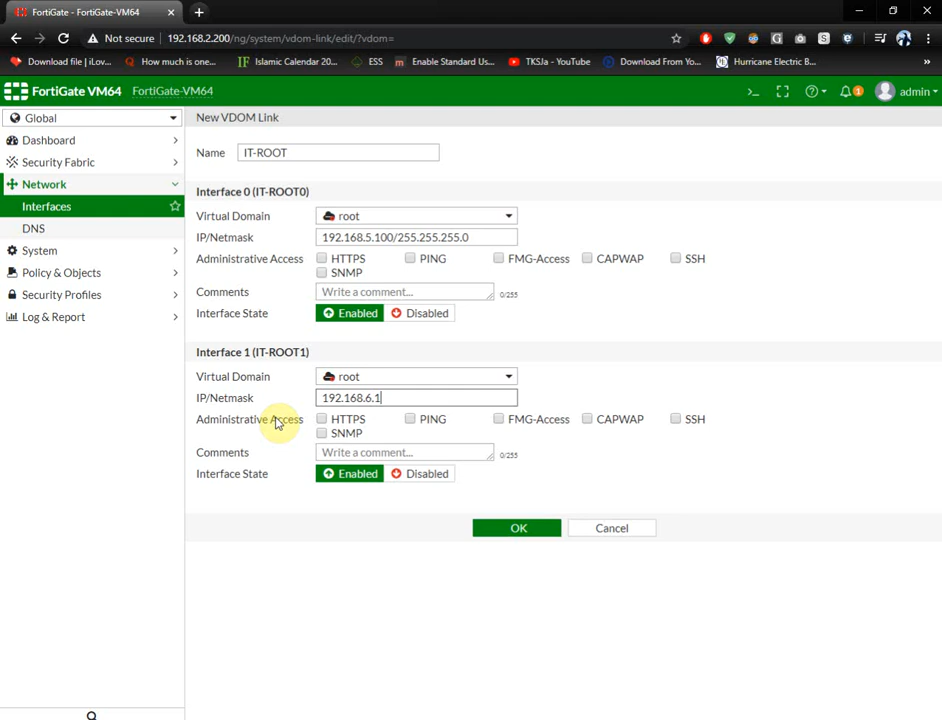 FortiGate - FortiGate-VM64
Not secure 192.168.2.200/ng/system/vdom-link/edit/?vdom=
Download file | iLov... How much is one... Islamic Calendar 20... ESS Enable Standard Us... TKSJa - YouTube Download From Yo... Hurricane Electric B... »
FortiGate VM64 FortiGate-VM64 >_ 1 admin
Global
New VDOM Link
Dashboard
Name IT-ROOT
Security Fabric
Network
Interface 0 (IT-ROOT0)
Interfaces
Virtual Domain root
DNS
IP/Netmask 192.168.5.100/255.255.255.0
System
Administrative Access HTTPS PING FMG-Access CAPWAP SSH
SNMP
Policy & Objects
Comments Write a comment... 0/255
Security Profiles
Interface State Enabled Disabled
Log & Report
Interface 1 (IT-ROOT1)
Virtual Domain root
IP/Netmask 192.168.6.1
Administrative Access HTTPS PING FMG-Access CAPWAP SSH
SNMP
Comments Write a comment... 0/255
Interface State Enabled Disabled
OK Cancel